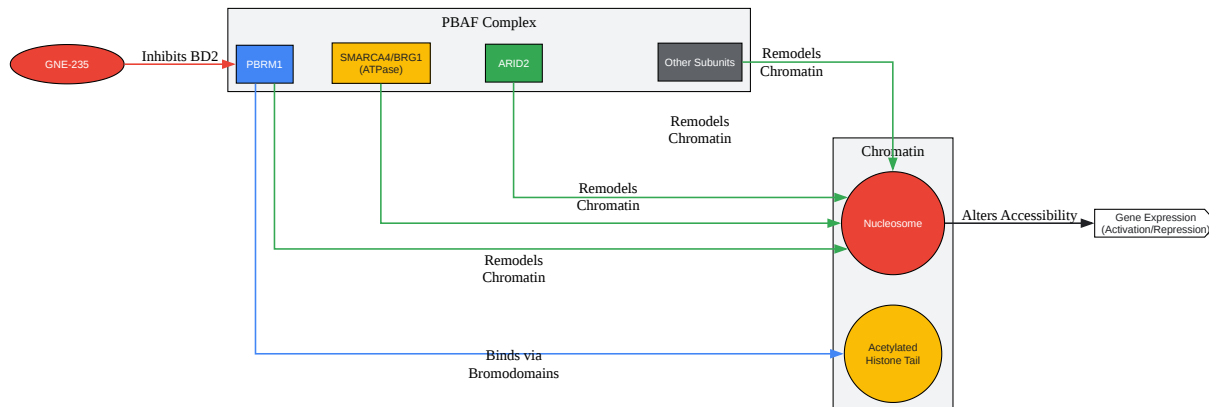 PBAF Complex
GNE-235
Inhibits BD2
PBRM1
SMARCA4/BRG1
(ATPase)
ARID2
Other Subunits
Remodels
Chromatin
Remodels
Chromatin
Chromatin
Remodels
Chromatin
Nucleosome
Alters Accessibility
Gene Expression
(Activation/Repression)
Remodels
Chromatin
Binds via
Bromodomains
Acetylated
Histone Tail